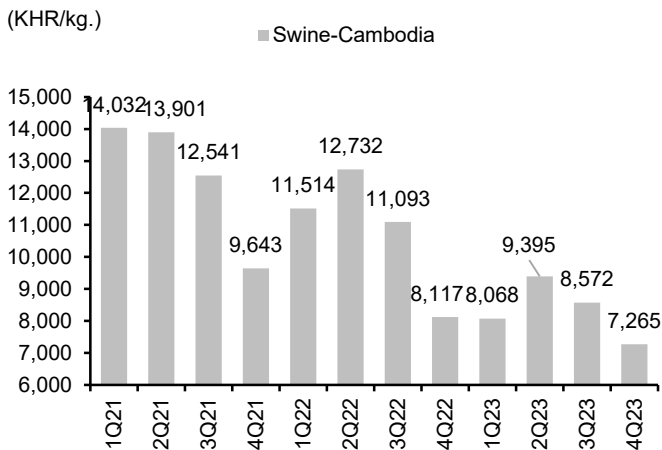 (KHR/kg.)
Swine-Cambodia
15,000
14,000
13,000
12,000
11,000
10,000
9,000
8,000
7,000
6,000
14,032
13,901
12,541
9,643
11,514
12,732
11,093
8,117
8,068
9,395
8,572
7,265
1Q21
2Q21
3Q21
4Q21
1Q22
2Q22
3Q22
4Q22
1Q23
2Q23
3Q23
4Q23